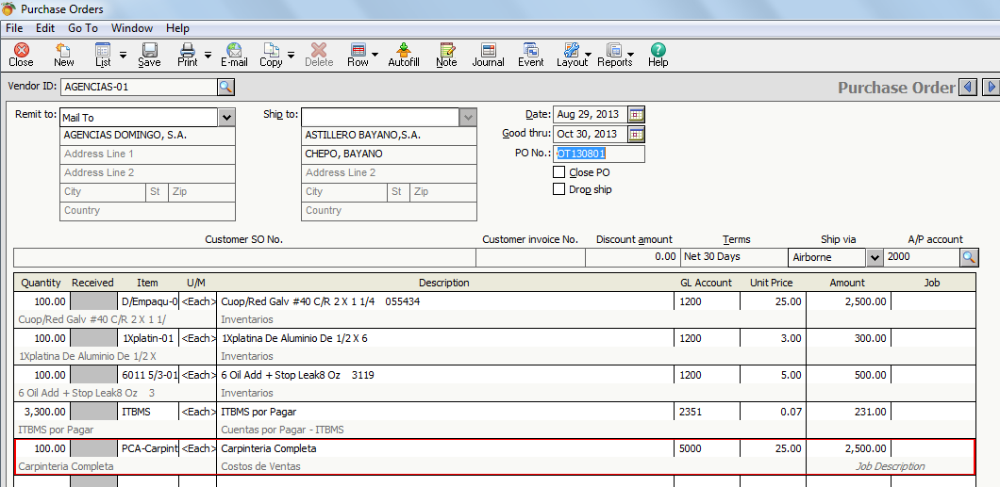 Purchase Orders
File Edit Go To Window Help
Close New List Save Print E-mail Copy Delete Row Autofill Note Journal Event Layout Reports Help
Vendor ID: AGENCIAS-01 Purchase Order
Remit to: Mail To Ship to: Date: Aug 29, 2013
AGENCIAS DOMINGO, S.A. ASTILLERO BAYANO,S.A. Good thru: Oct 30, 2013
Address Line 1 CHEPO, BAYANO PO No.: OT130801
Address Line 2 Address Line 2 Close PO
City St Zip City St Zip Drop ship
Country Country
Customer SO No. Customer invoice No. Discount amount Terms Ship via A/P account
0.00 Net 30 Days Airborne 2000
Quantity Received Item U/M Description GL Account Unit Price Amount Job
100.00 D/Empaqu-0 <Each> Cuop/Red Galv #40 C/R 2 X 1 1/4 055434 1200 25.00 2,500.00
Cuop/Red Galv #40 C/R 2 X 1 1/ Inventarios
100.00 1Xplatin-01 <Each> 1Xplatina De Aluminio De 1/2 X 6 1200 3.00 300.00
1Xplatina De Aluminio De 1/2 X Inventarios
100.00 6011 5/3-01 <Each> 6 Oil Add + Stop Leak8 Oz 3119 1200 5.00 500.00
6 Oil Add + Stop Leak8 Oz 3 Inventarios
3,300.00 ITBMS <Each> ITBMS por Pagar 2351 0.07 231.00
ITBMS por Pagar Cuentas por Pagar - ITBMS
100.00 PCA-Carpint <Each> Carpinteria Completa 5000 25.00 2,500.00
Carpinteria Completa Costos de Ventas Job Description